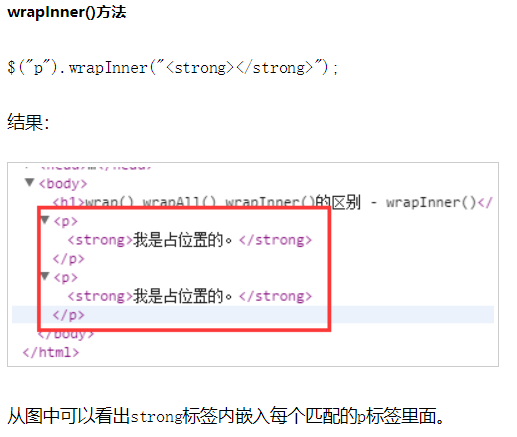 wrapInner()方法
$("p").wrapInner("<strong></strong>");
结果：
▼<body>
<h1>wrap() wrapAll() wrapInner()的区别 - wrapInner()</
▼<p>
<strong>我是占位置的。</strong>
</p>
▼<p>
<strong>我是占位置的。</strong>
</p>
</body>
</html>
从图中可以看出strong标签内嵌入每个匹配的p标签里面。